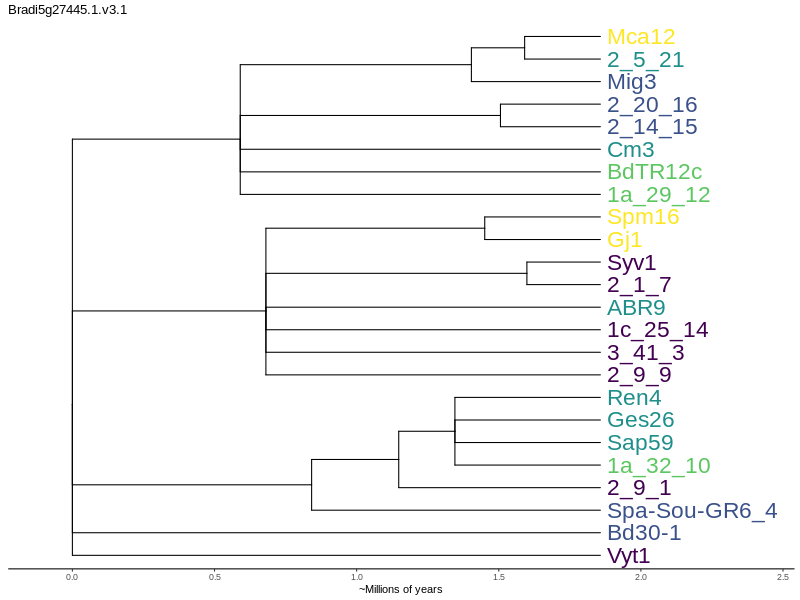 Bradi5g27445.1.v3.1
Mca12
2_5_21
Mig3
2_20_16
2_14_15
Cm3
BdTR12c
1a_29_12
Spm16
Gj1
Syv1
2_1_7
ABR9
1c_25_14
3_41_3
2_9_9
Ren4
Ges26
Sap59
1a_32_10
2_9_1
Spa-Sou-GR6_4
Bd30-1
Vyt1
0.0 0.5 1.0 1.5 2.0 2.5
~Millions of years